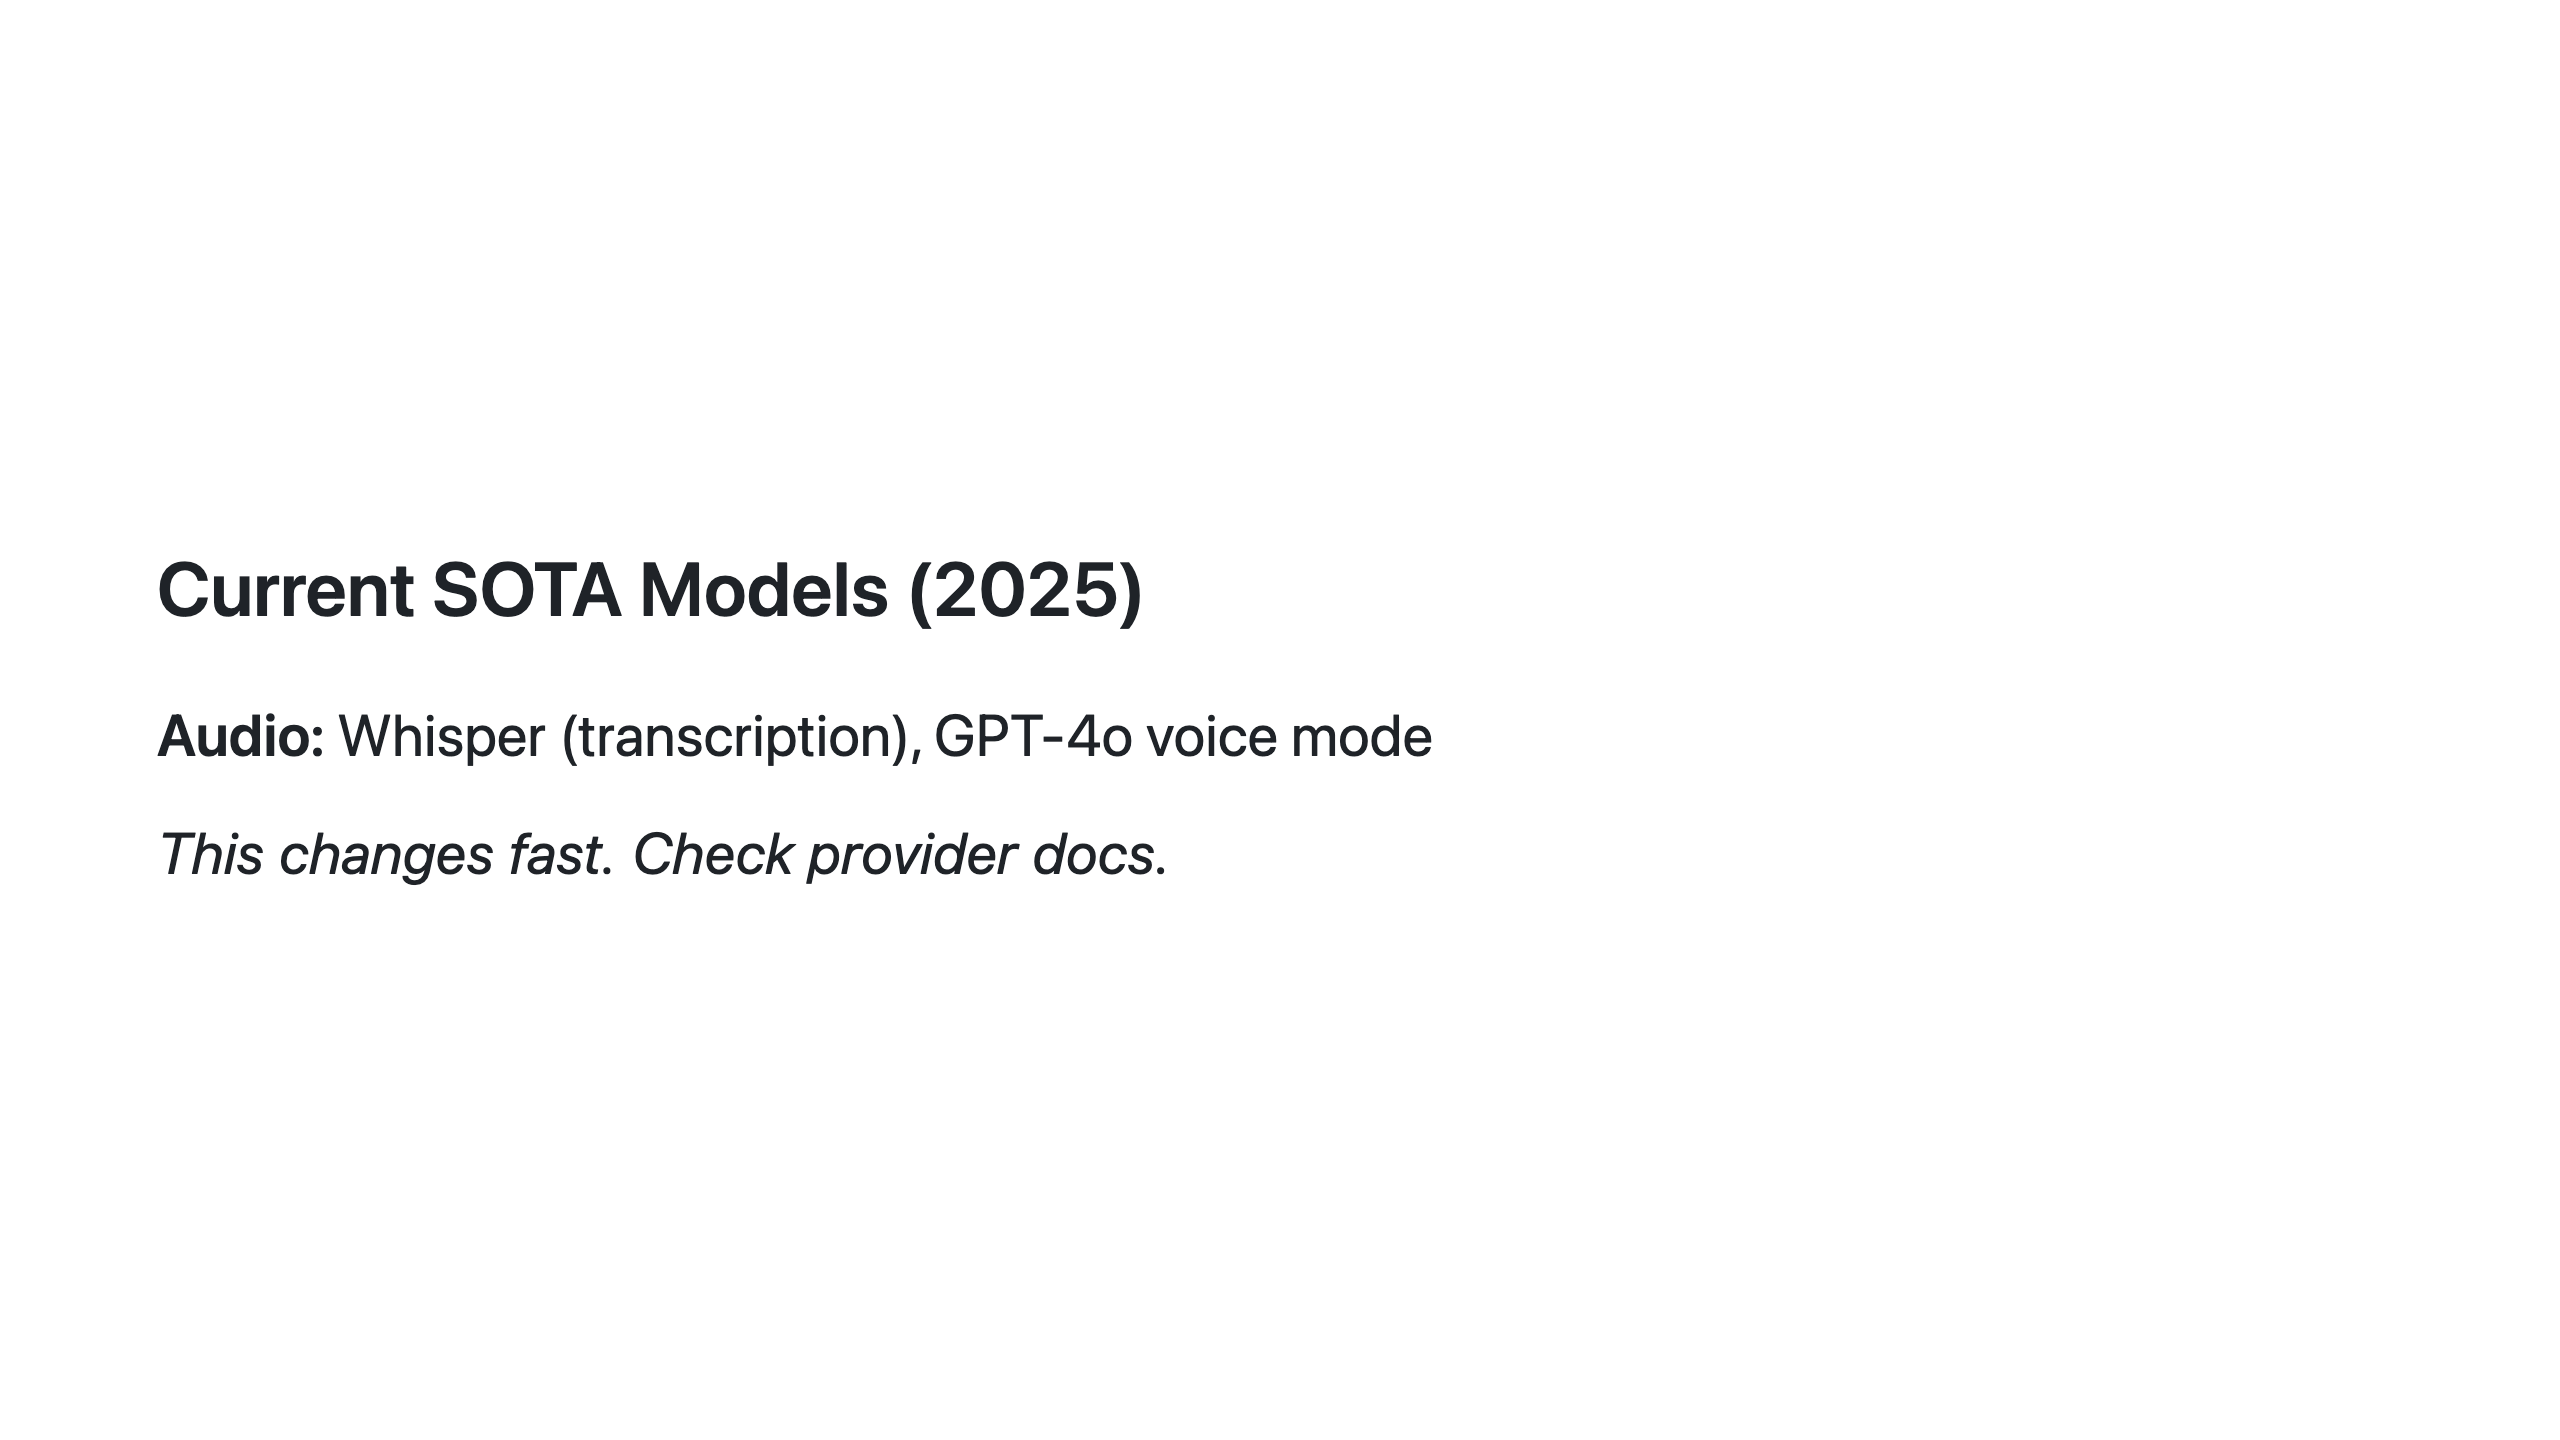 Current SOTA Models (2025)
Audio: Whisper (transcription), GPT-4o voice mode
This changes fast. Check provider docs.